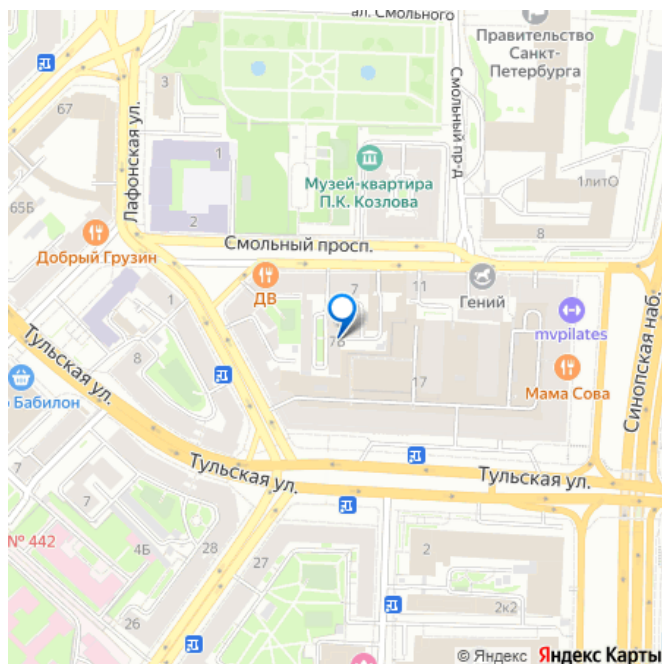 ал. Смольного
Правительство
Санкт-
Петербурга
3
67
Лафонская ул.
1
Смольный пр-д
Музей-квартира
П.К. Козлова
1литО
65Б
2
8
Смольный просп.
Добрый Грузин
ДВ
7
11
Гений
1
mvpilates
7Б
Синопская наб.
Тульская ул.
8
17
Мама Сова
о Бабилон
Тульская ул.
Тульская ул.
7
7
№ 442
4Б
28
27
2
2к2
26
© Яндекс Яндекс Карты